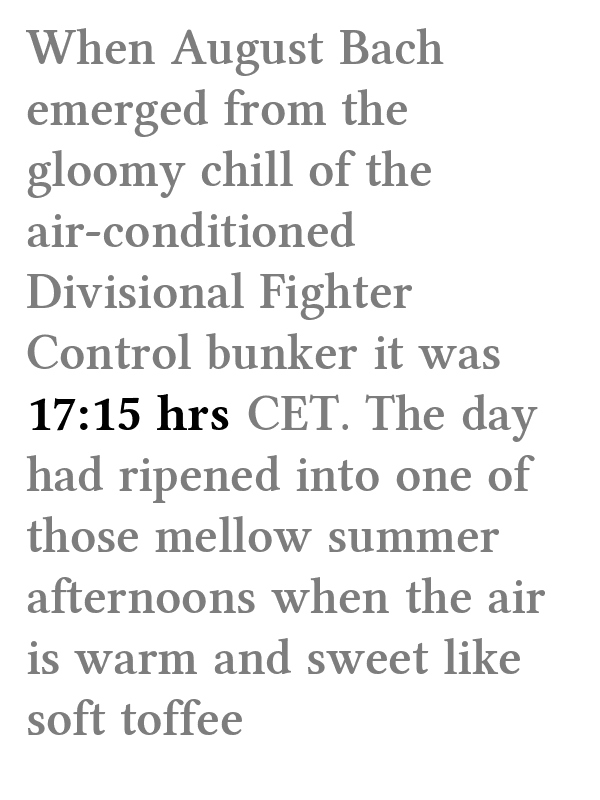 When August Bach
emerged from the
gloomy chill of the
air-conditioned
Divisional Fighter
Control bunker it was
17:15 hrs CET. The day
had ripened into one of
those mellow summer
afternoons when the air
is warm and sweet like
soft toffee